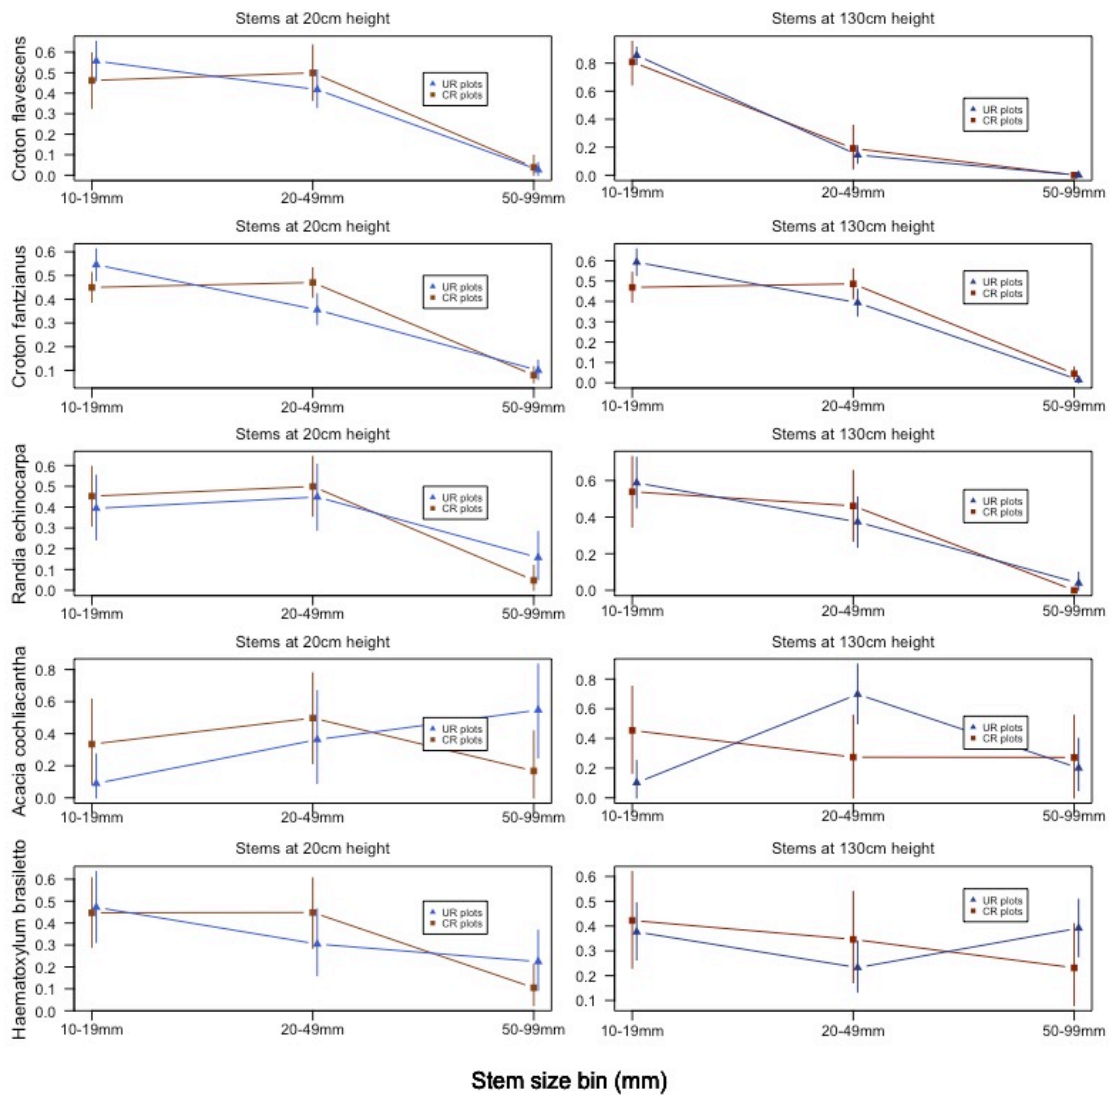 Stems at 20cm height
Croton flavescens
0.6
0.5
0.4
0.3
0.2
0.1
0.0
UR plots
CR plots
10-19mm 20-49mm 50-99mm
Stems at 130cm height
0.8
0.6
0.4
0.2
0.0
UR plots
CR plots
10-19mm 20-49mm 50-99mm
Stems at 20cm height
Croton fantzianus
0.6
0.5
0.4
0.3
0.2
0.1
UR plots
CR plots
10-19mm 20-49mm 50-99mm
Stems at 130cm height
0.6
0.5
0.4
0.3
0.2
0.1
0.0
UR plots
CR plots
10-19mm 20-49mm 50-99mm
Stems at 20cm height
Randia echinocarpa
0.6
0.5
0.4
0.3
0.2
0.1
0.0
UR plots
CR plots
10-19mm 20-49mm 50-99mm
Stems at 130cm height
0.6
0.4
0.2
0.0
UR plots
CR plots
10-19mm 20-49mm 50-99mm
Stems at 20cm height
Acacia cochliacantha
0.8
0.6
0.4
0.2
0.0
UR plots
CR plots
10-19mm 20-49mm 50-99mm
Stems at 130cm height
0.8
0.6
0.4
0.2
0.0
UR plots
CR plots
10-19mm 20-49mm 50-99mm
Stems at 20cm height
Haematoxylum brasiletto
0.6
0.5
0.4
0.3
0.2
0.1
0.0
UR plots
CR plots
10-19mm 20-49mm 50-99mm
Stems at 130cm height
0.6
0.5
0.4
0.3
0.2
0.1
UR plots
CR plots
10-19mm 20-49mm 50-99mm
Stem size bin (mm)